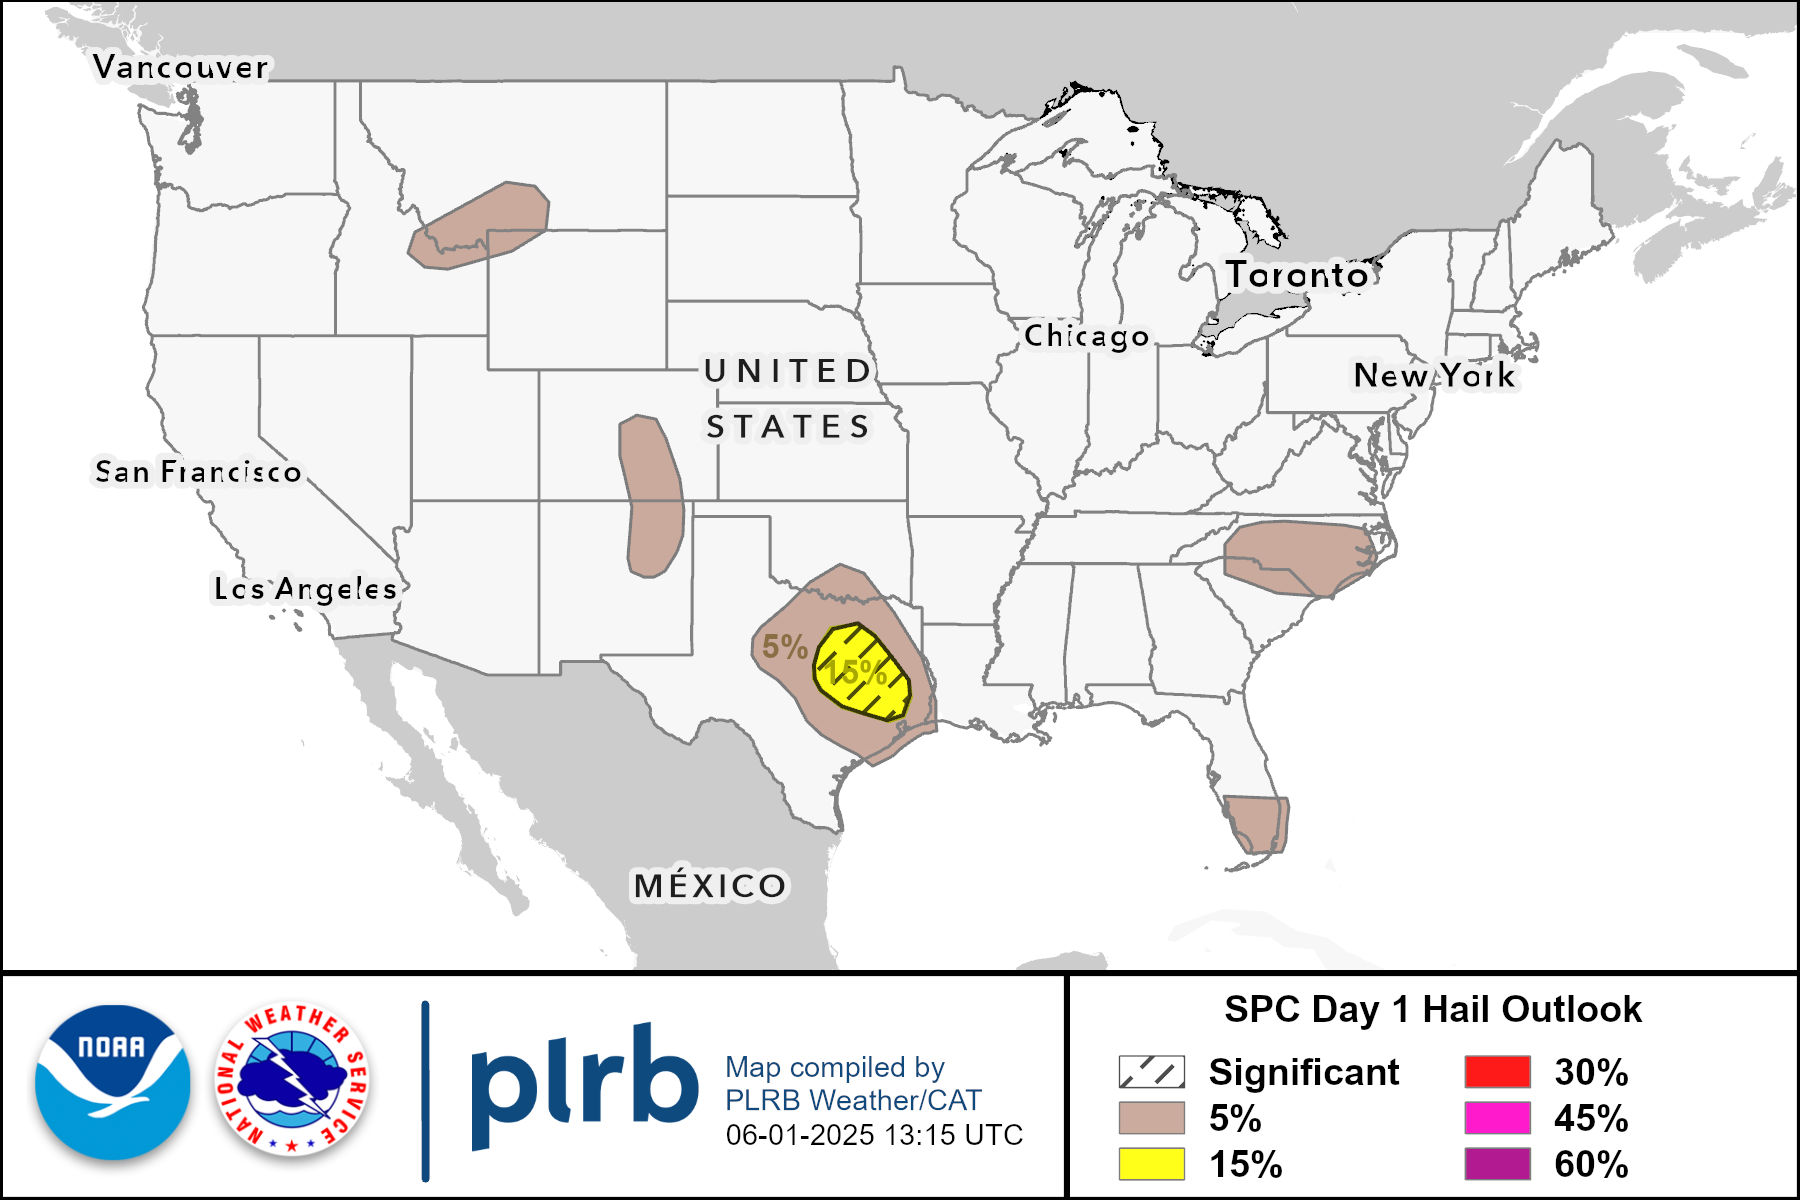 Vancouver
Toronto
Chicago
UNITED
New York
STATES
San Francisco
Los Angeles
5%
15%
MÉXICO
NOAA
NATIONAL WEATHER SERVICE
plrb
Map compiled by
PLRB Weather/CAT
06-01-2025 13:15 UTC
SPC Day 1 Hail Outlook
Significant
5%
15%
30%
45%
60%